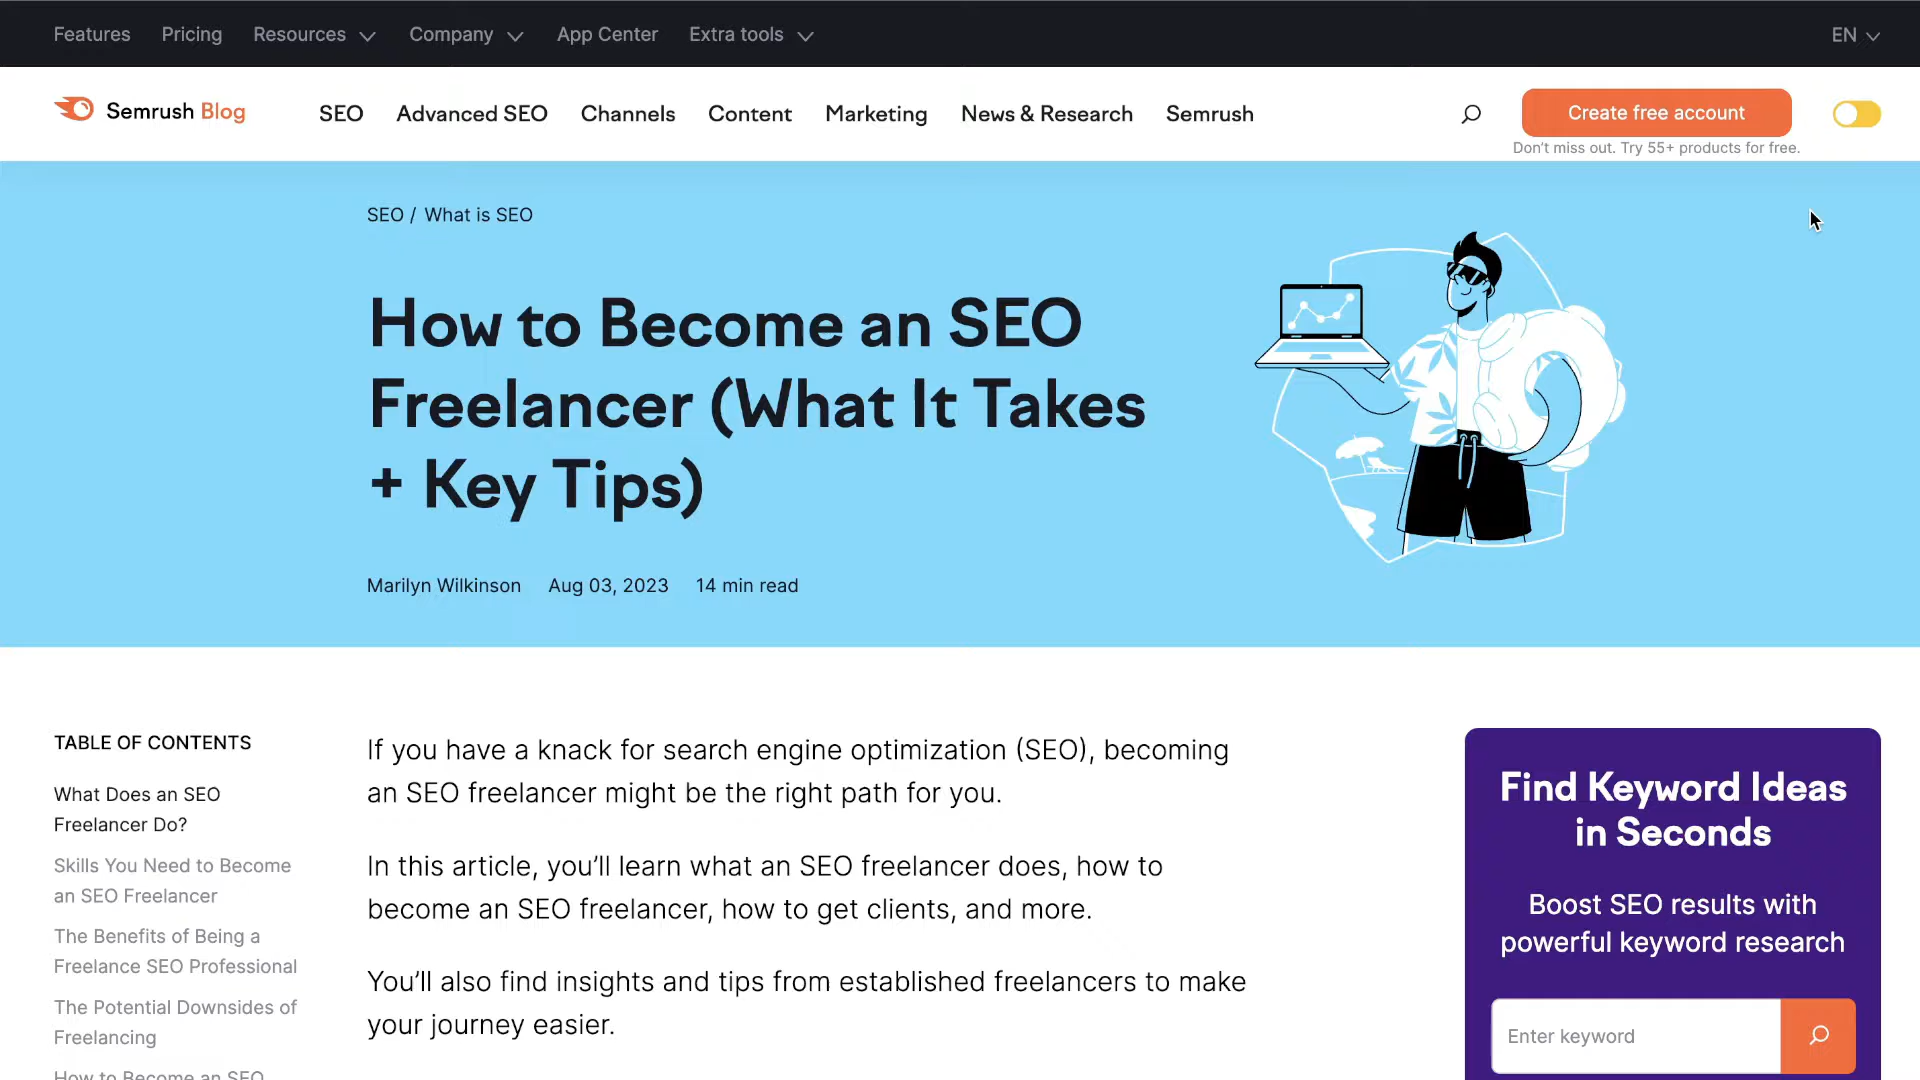 Features Pricing Resources Company App Center Extra tools EN
Semrush Blog SEO Advanced SEO Channels Content Marketing News & Research Semrush Create free account
Don't miss out. Try 55+ products for free.
SEO / What is SEO
How to Become an SEO
Freelancer (What It Takes
+ Key Tips)
Marilyn Wilkinson Aug 03, 2023 14 min read
TABLE OF CONTENTS
What Does an SEO
Freelancer Do?
Skills You Need to Become
an SEO Freelancer
The Benefits of Being a
Freelance SEO Professional
The Potential Downsides of
Freelancing
How to Become an SEO
If you have a knack for search engine optimization (SEO), becoming
an SEO freelancer might be the right path for you.
In this article, you’ll learn what an SEO freelancer does, how to
become an SEO freelancer, how to get clients, and more.
You’ll also find insights and tips from established freelancers to make
your journey easier.
Find Keyword Ideas
in Seconds
Boost SEO results with
powerful keyword research
Enter keyword